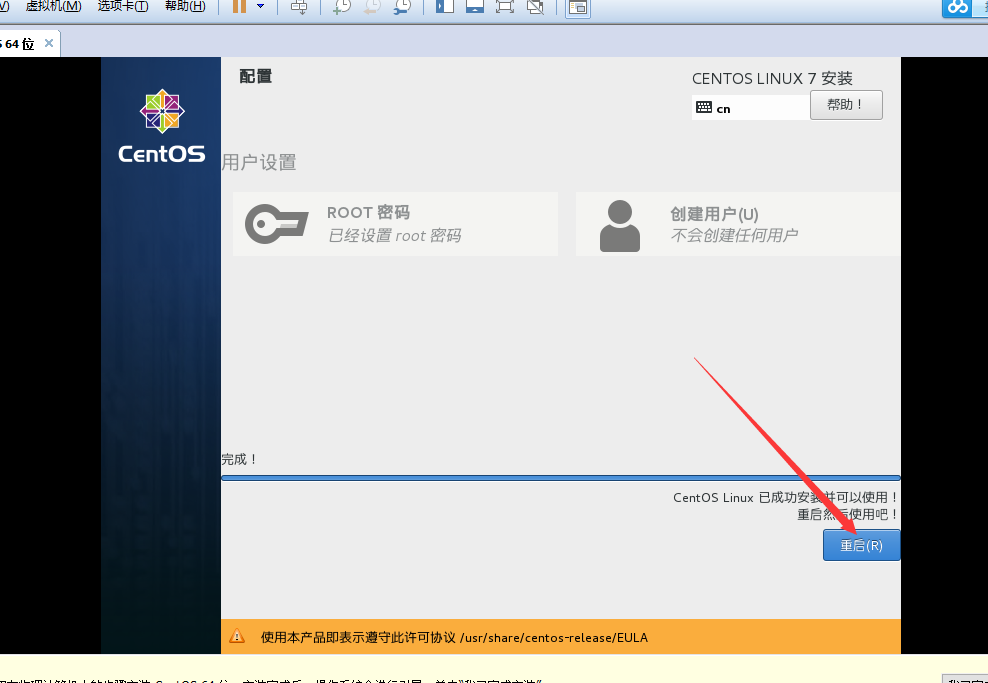 虚拟机(M) 选项卡(T) 帮助(H)
64 位
配置
CENTOS LINUX 7 安装
cn
帮助！
CentOS
用户设置
ROOT 密码
已经设置 root 密码
创建用户(U)
不会创建任何用户
完成！
CentOS Linux 已成功安装并可以使用！
重启然后使用吧！
重启(R)
使用本产品即表示遵守此许可协议 /usr/share/centos-release/EULA